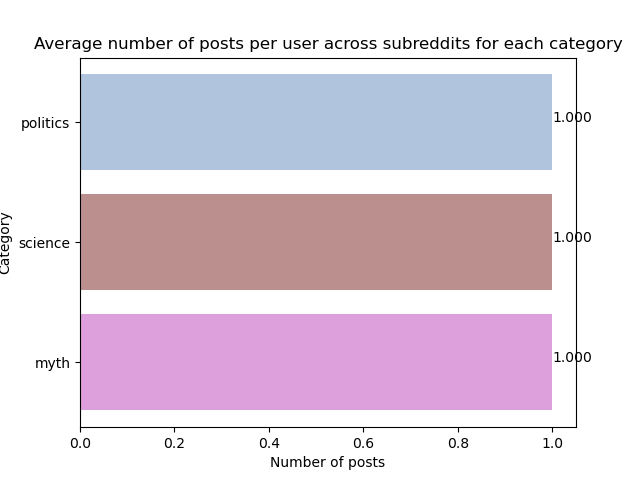 Average number of posts per user across subreddits for each category
politics
1.000
science
1.000
myth
1.000
Category
0.0 0.2 0.4 0.6 0.8 1.0
Number of posts